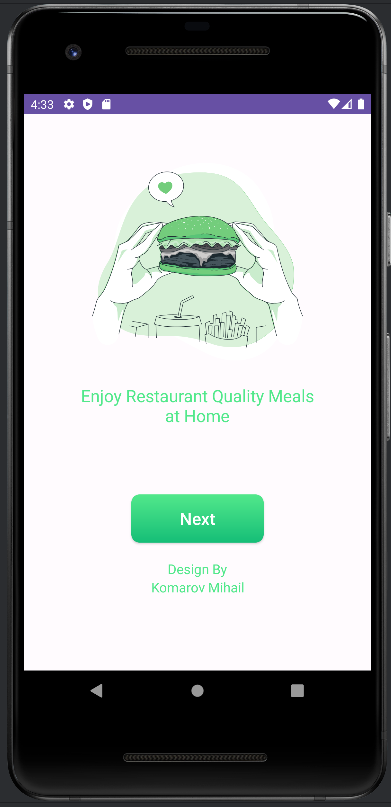 4:33
Enjoy Restaurant Quality Meals
at Home
Next
Design By
Komarov Mihail